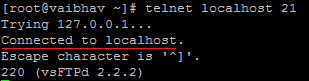 [root@vaibhav ~]# telnet localhost 21
Trying 127.0.0.1...
Connected to localhost.
Escape character is '^]'.
220 (vsFTPd 2.2.2)